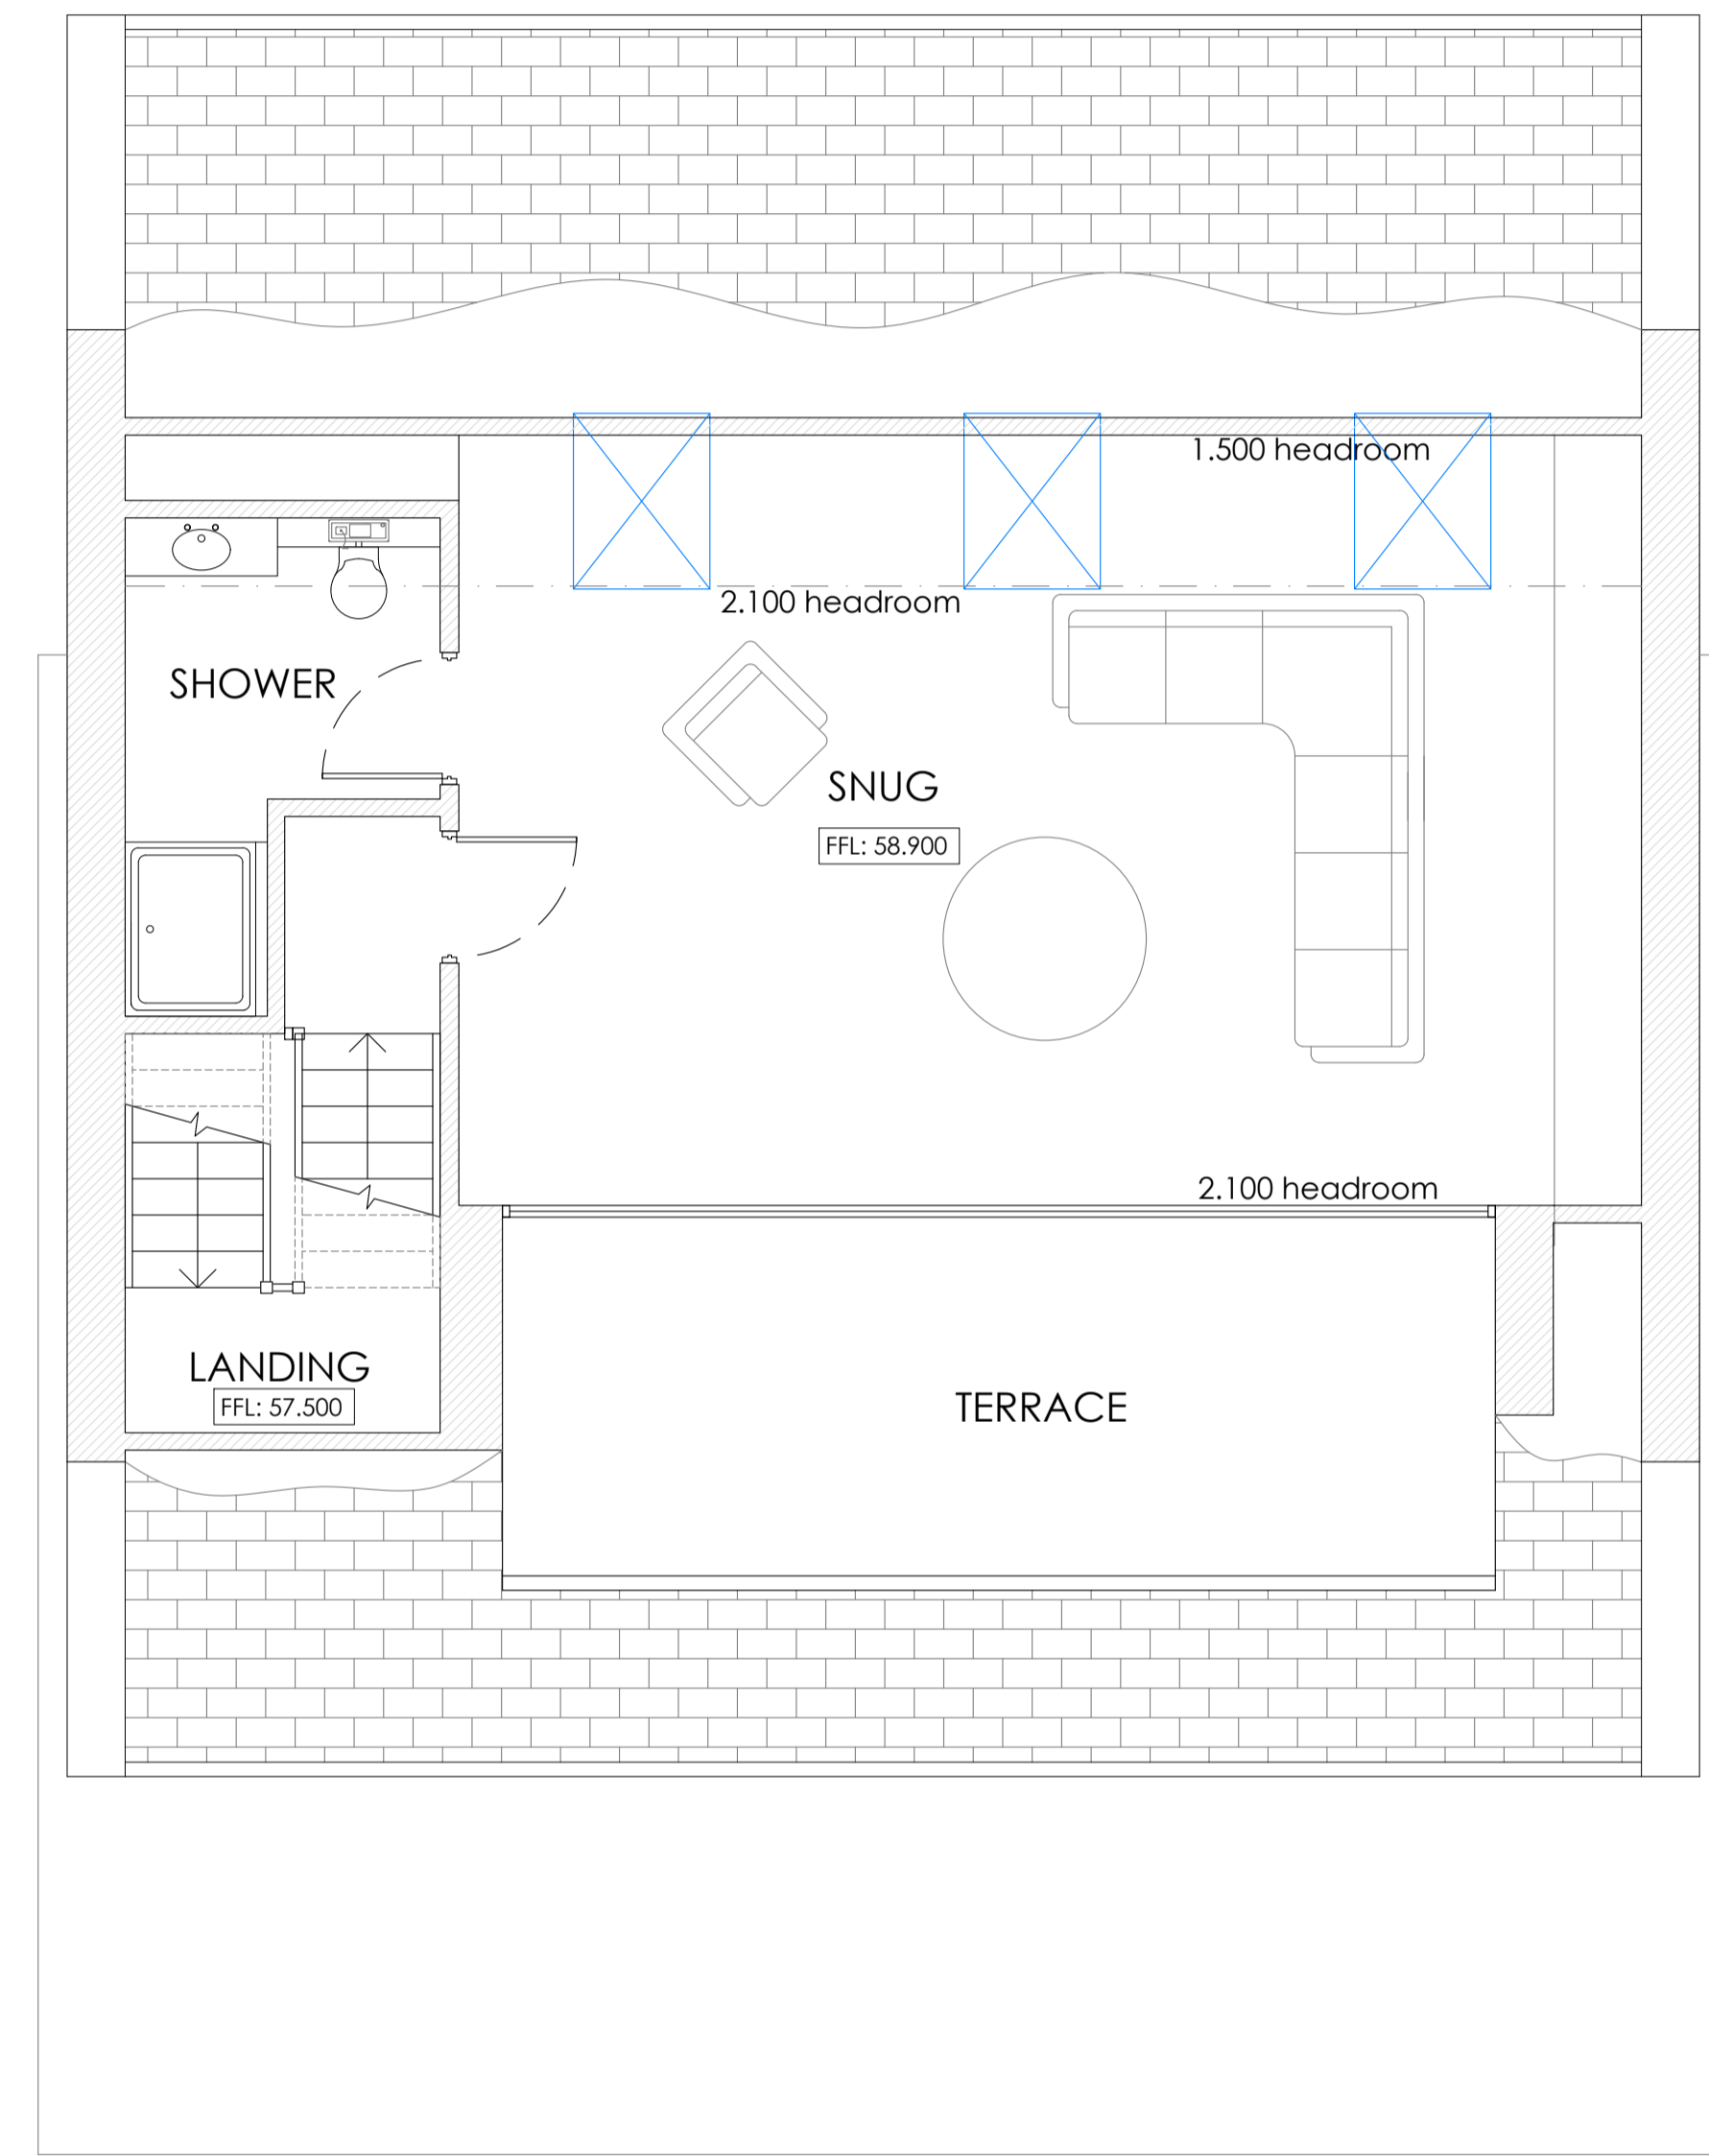 1.500 headroom
2.100 headroom
SHOWER
SNUG
FFL: 58.900
2.100 headroom
LANDING
FFL: 57.500
TERRACE